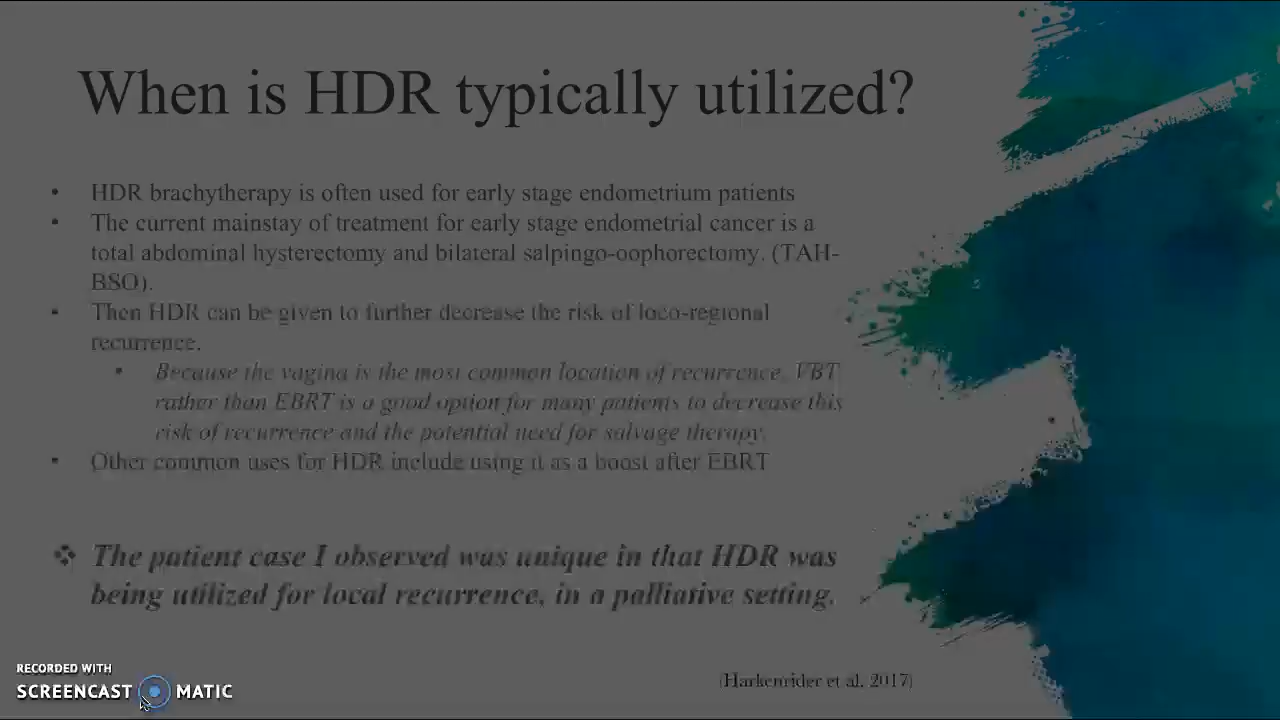 When is HDR typically utilized?
• HDR brachytherapy is often used for early stage endometrium patients
• The current mainstay of treatment for early stage endometrial cancer is a
total abdominal hysterectomy and bilateral salpingo-oophorectomy. (TAH-
BSO).
• Then HDR can be given to further decrease the risk of loco-regional
recurrence.
• Because the vagina is the most common location of recurrence, VBT
rather than EBRT is a good option for many patients to decrease this
risk of recurrence and the potential need for salvage therapy.
• Other common uses for HDR include using it as a boost after EBRT
❖ The patient case I observed was unique in that HDR was
being utilized for local recurrence, in a palliative setting.
(Harkenrider et al. 2017)
RECORDED WITH
SCREENCAST MATIC